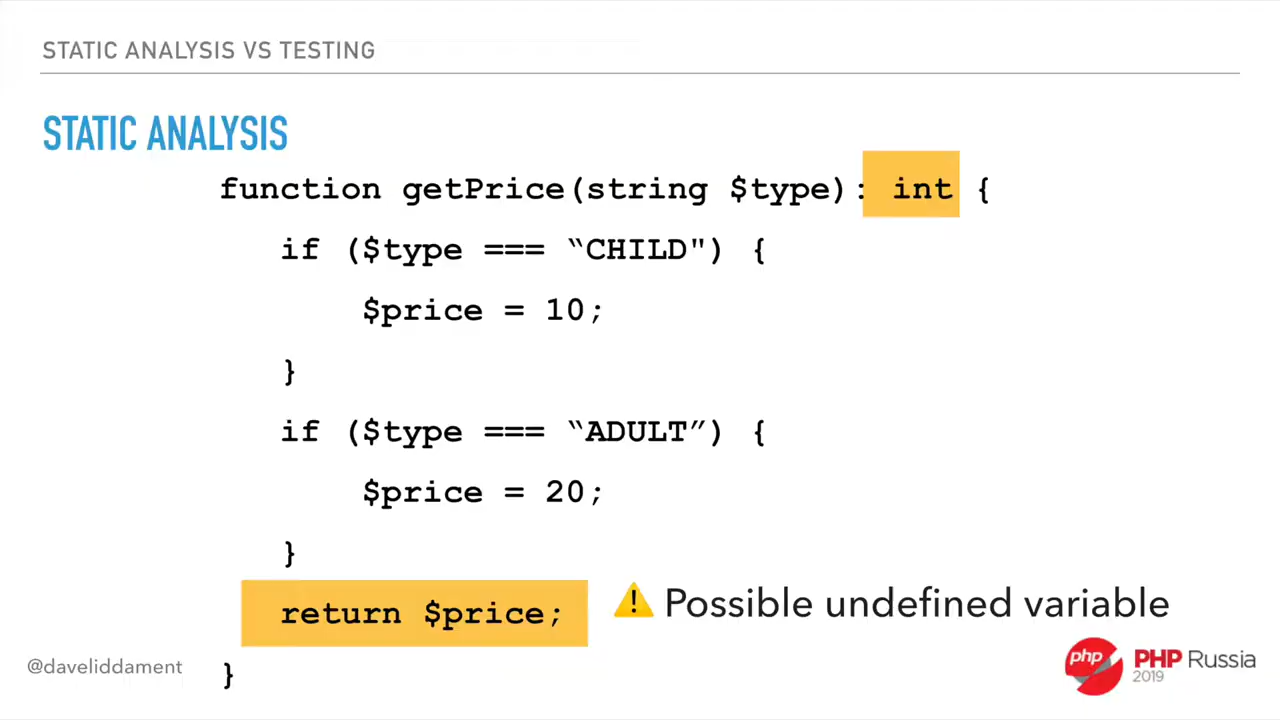 STATIC ANALYSIS VS TESTING
STATIC ANALYSIS
function getPrice(string $type): int {
if ($type === “CHILD") {
$price = 10;
}
if ($type === “ADULT”) {
$price = 20;
}
return $price;
⚠ Possible undefined variable
}
@daveliddament
php PHP Russia
2019